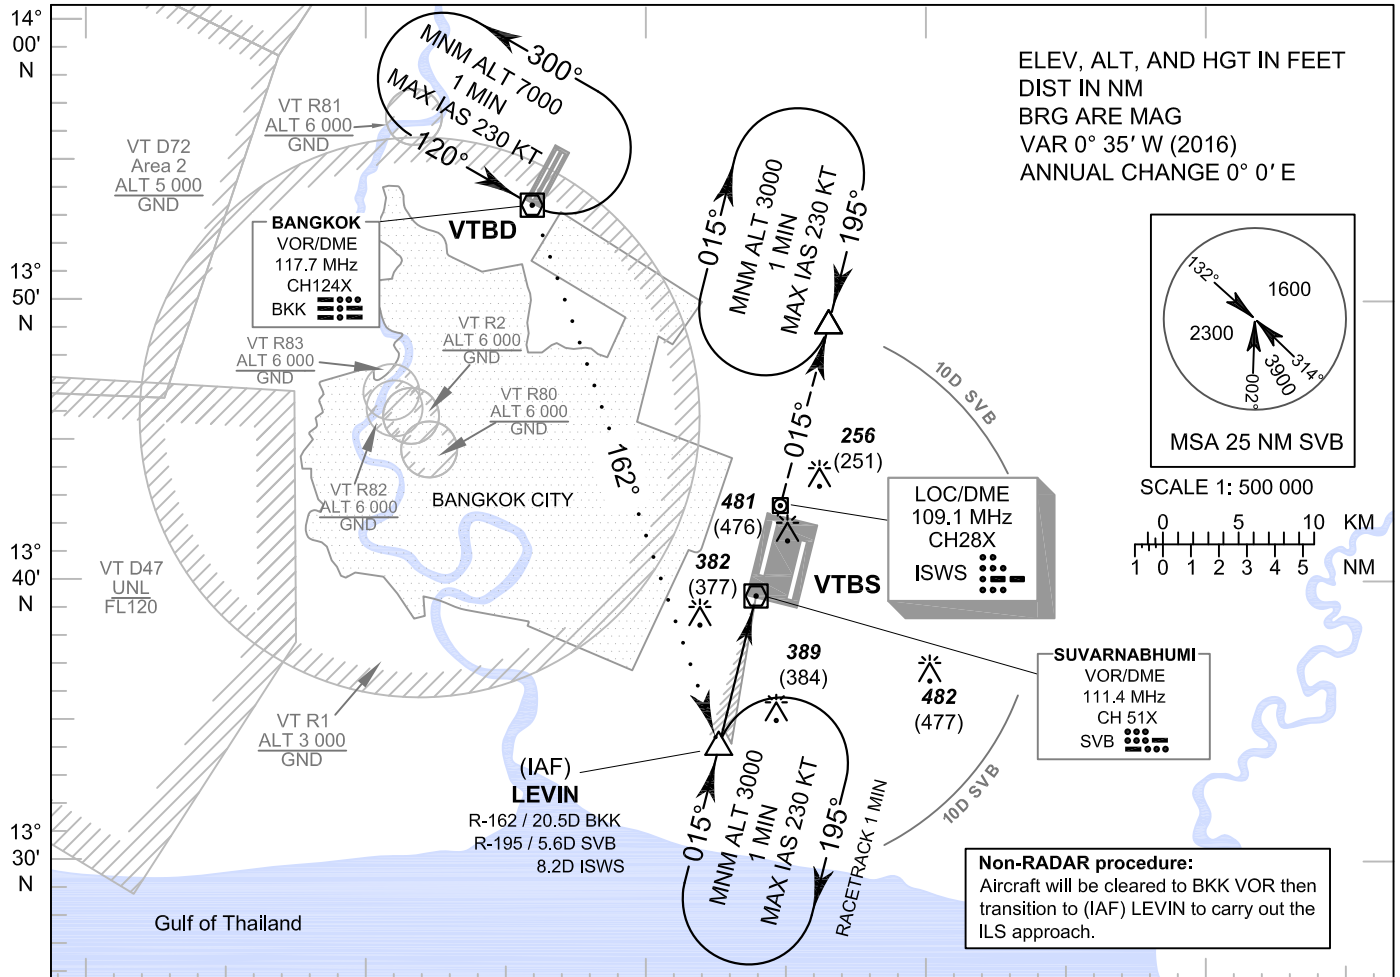 14°
00'
N
13°
50'
N
13°
40'
N
13°
30'
N
ELEV, ALT, AND HGT IN FEET
DIST IN NM
BRG ARE MAG
VAR 0° 35' W (2016)
ANNUAL CHANGE 0° 0' E
300°
MNM ALT 7000
1 MIN
MAX IAS 230 KT
120°
VT R81
ALT 6 000
GND
VT D72
Area 2
ALT 5 000
GND
BANGKOK
VOR/DME
117.7 MHz
CH124X
BKK
VTBD
015°
MNM ALT 3000
1 MIN
MAX IAS 230 KT
195°
132°
1600
2300
3900
314°
002°
MSA 25 NM SVB
SCALE 1: 500 000
0 5 10 KM
1 0 1 2 3 4 5 NM
VT R83
ALT 6 000
GND
VT R2
ALT 6 000
GND
VT R80
ALT 6 000
GND
VT R82
ALT 6 000
GND
BANGKOK CITY
162°
015°
10D SVB
256
(251)
481
(476)
382
(377)
LOC/DME
109.1 MHz
CH28X
ISWS
VTBS
VT D47
UNL
FL120
389
(384)
482
(477)
SUVARNABHUMI
VOR/DME
111.4 MHz
CH 51X
SVB
VT R1
ALT 3 000
GND
(IAF)
LEVIN
R-162 / 20.5D BKK
R-195 / 5.6D SVB
8.2D ISWS
015°
MNM ALT 3000
1 MIN
MAX IAS 230 KT
195°
RACETRACK 1 MIN
10D SVB
Non-RADAR procedure:
Aircraft will be cleared to BKK VOR then
transition to (IAF) LEVIN to carry out the
ILS approach.
Gulf of Thailand